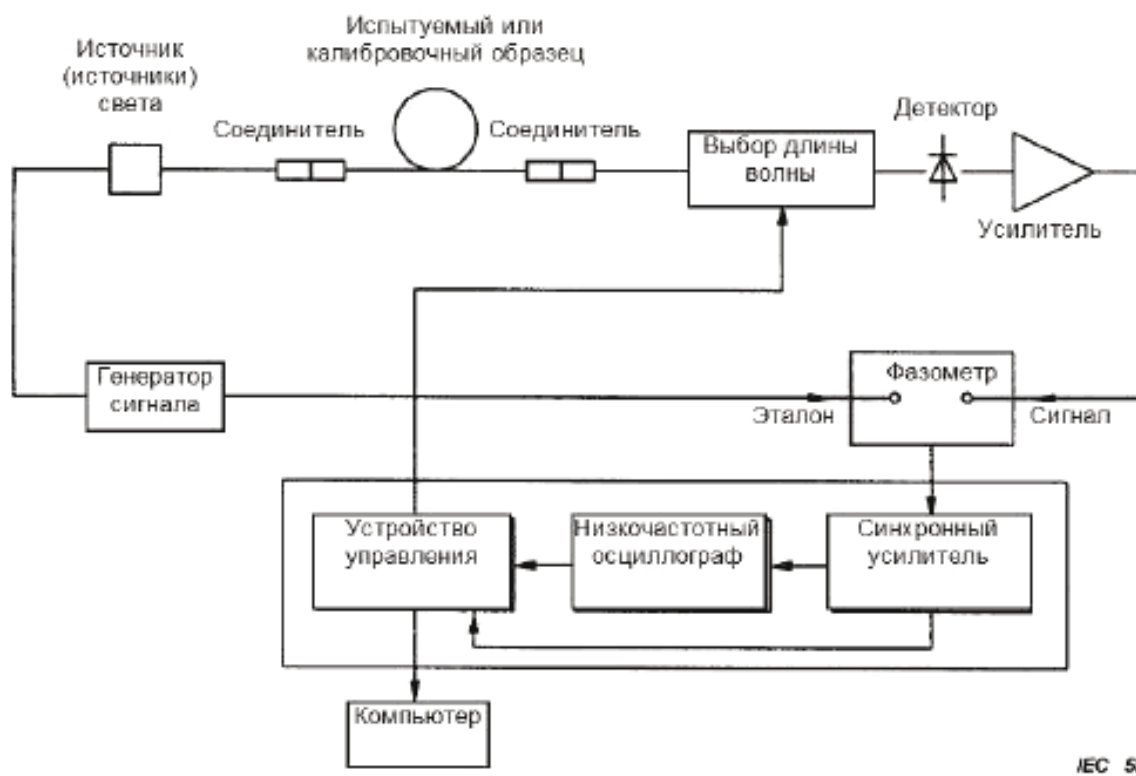 Испытуемый или
калибровочный образец
Источник
(источники)
света
Соединитель
Соединитель
Детектор
Выбор длины
волны
Усилитель
Генератор
сигнала
Фазометр
Эталон
Сигнал
Устройство
управления
Низкочастотный
осциллограф
Синхронный
усилитель
Компьютер
IEC